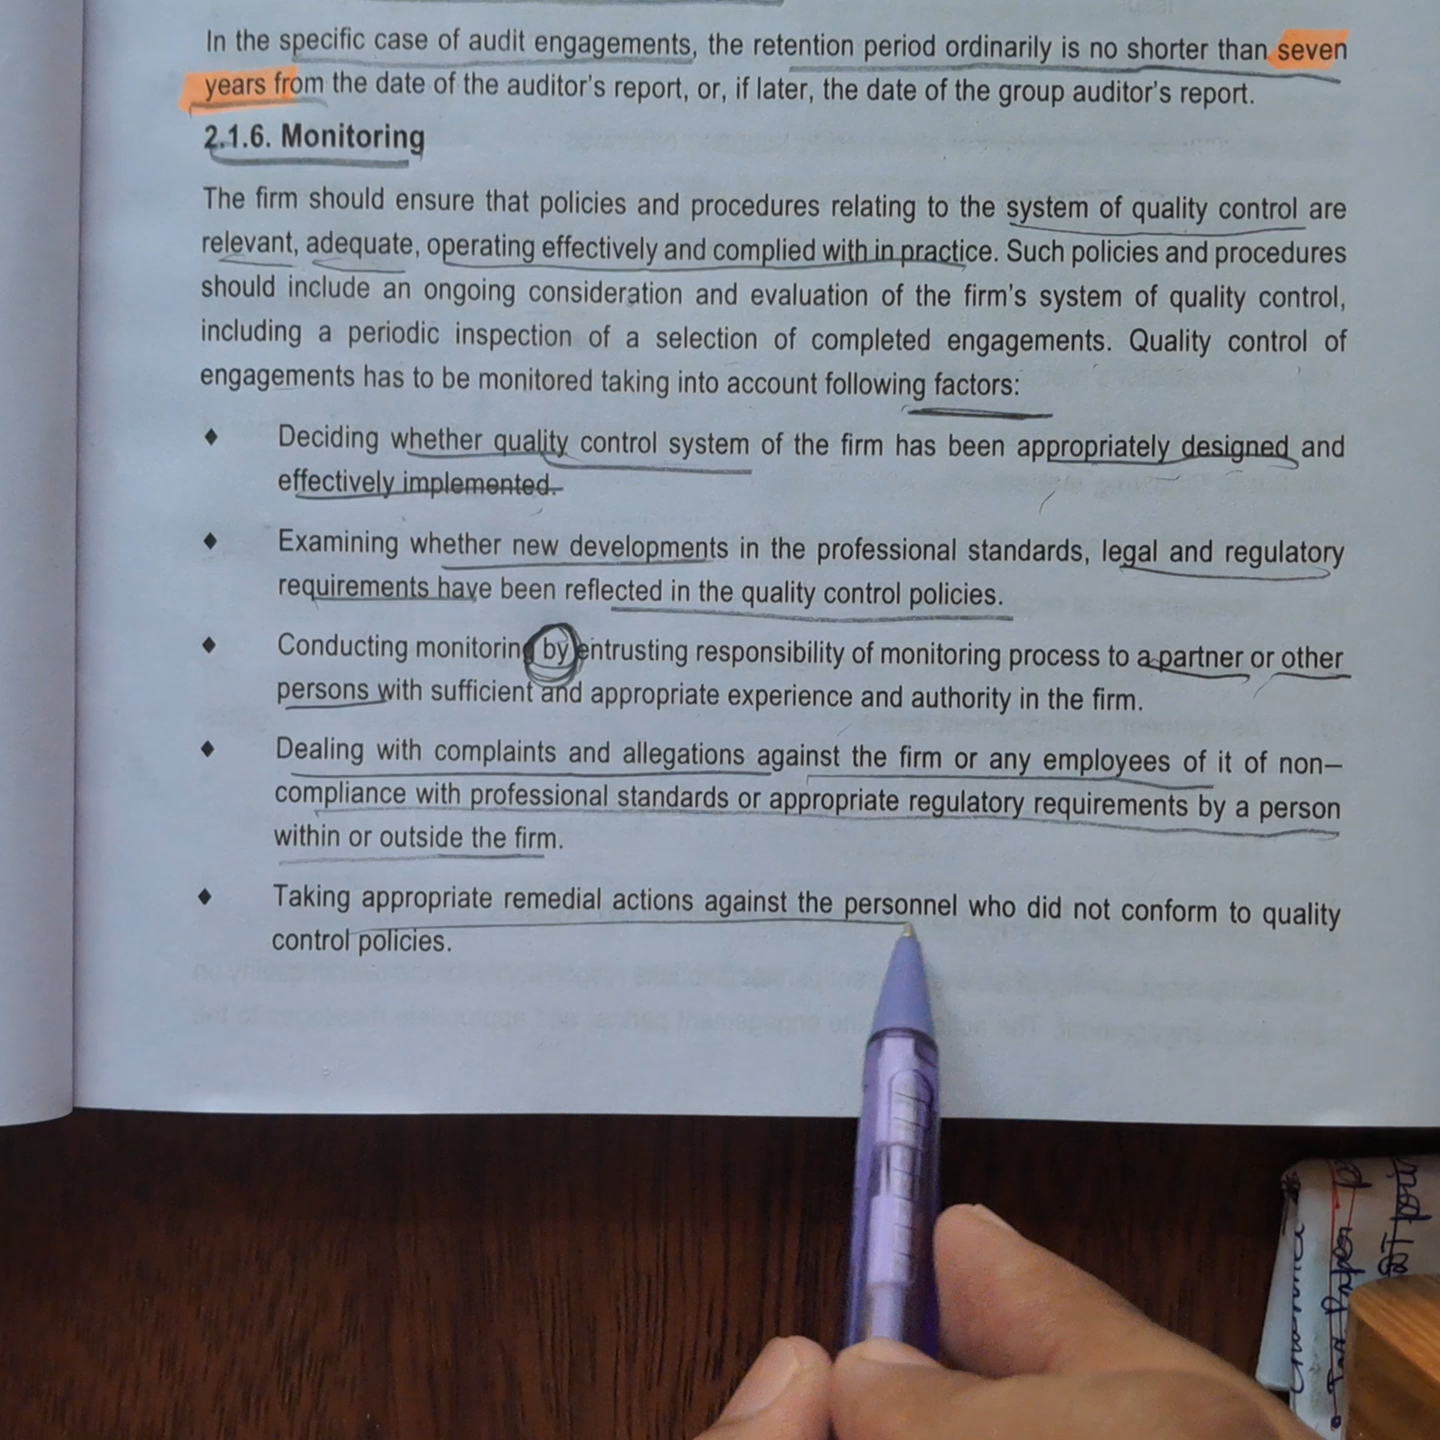 In the specific case of audit engagements, the retention period ordinarily is no shorter than seven
years from the date of the auditor's report, or, if later, the date of the group auditor's report.
2.1.6. Monitoring
The firm should ensure that policies and procedures relating to the system of quality control are
relevant, adequate, operating effectively and complied with in practice. Such policies and procedures
should include an ongoing consideration and evaluation of the firm's system of quality control,
including a periodic inspection of a selection of completed engagements. Quality control of
engagements has to be monitored taking into account following factors:
♦ Deciding whether quality control system of the firm has been appropriately designed and
effectively implemented.
♦ Examining whether new developments in the professional standards, legal and regulatory
requirements have been reflected in the quality control policies.
♦ Conducting monitoring by entrusting responsibility of monitoring process to a partner or other
persons with sufficient and appropriate experience and authority in the firm.
♦ Dealing with complaints and allegations against the firm or any employees of it of non–
compliance with professional standards or appropriate regulatory requirements by a person
within or outside the firm.
♦ Taking appropriate remedial actions against the personnel who did not conform to quality
control policies.